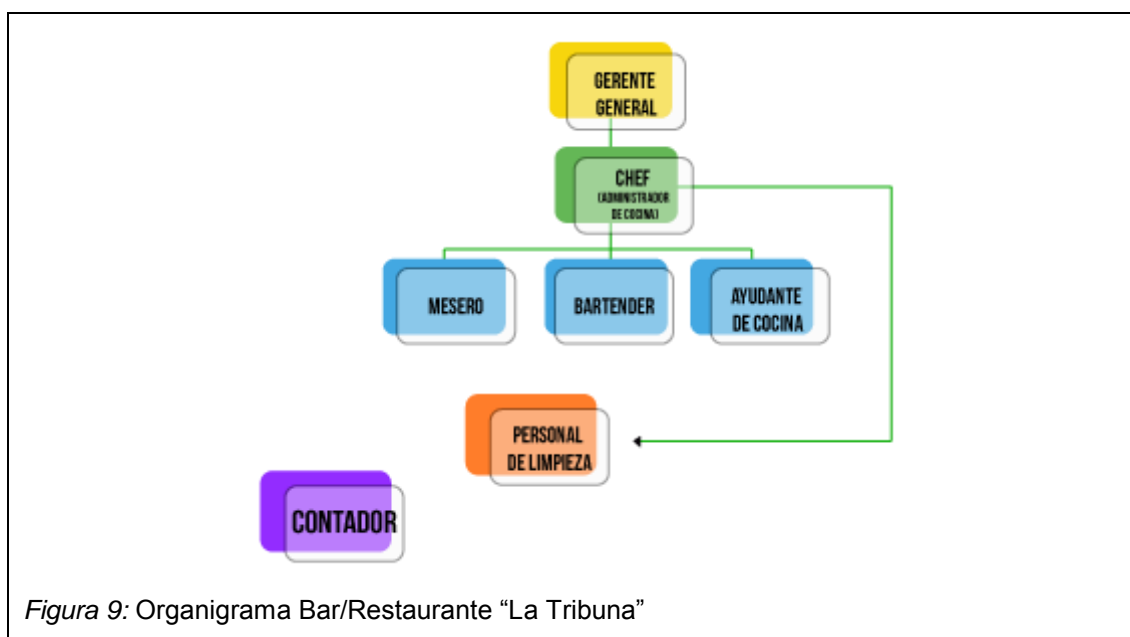 GERENTE
GENERAL
CHEF
(ADMINISTRADOR
DE COCINA)
MESERO
BARTENDER
AYUDANTE
DE COCINA
PERSONAL
DE LIMPIEZA
CONTADOR
Figura 9: Organigrama Bar/Restaurante “La Tribuna”